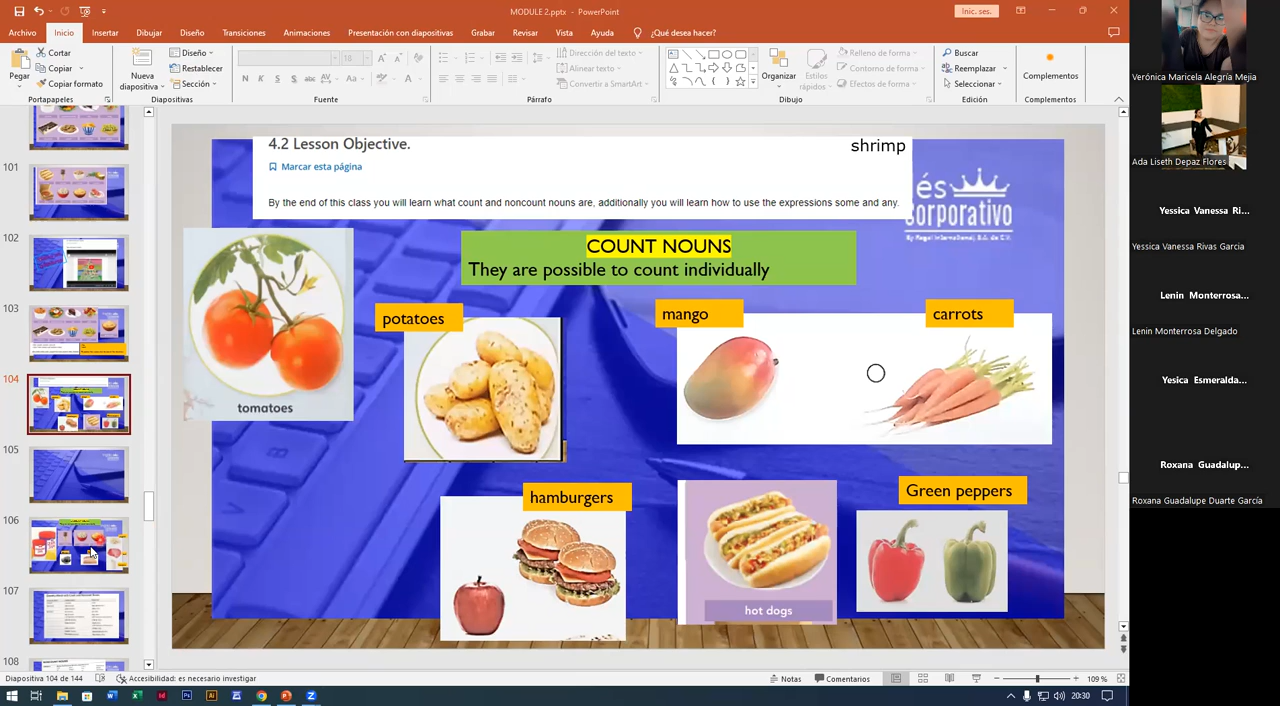 MODULE 2.pptx - PowerPoint
Inic. ses.
Archivo Inicio Insertar Dibujar Diseño Transiciones Animaciones Presentación con diapositivas Grabar Revisar Vista Ayuda ¿Qué desea hacer?
Pegar
Cortar
Copiar
Copiar formato
Portapapeles
Nueva diapositiva
Diseño
Restablecer
Sección
Diapositivas
18
N K S S abc AV Aa A
Fuente
Dirección del texto
Alinear texto
Convertir a SmartArt
Párrafo
Organizar
Estilos rápidos
Relleno de forma
Contorno de forma
Efectos de forma
Dibujo
Buscar
Reemplazar
Seleccionar
Edición
Complementos
Complementos
101
102
103
104
105
106
107
108
4.2 Lesson Objective.
shrimp
Marcar esta página
By the end of this class you will learn what count and noncount nouns are, additionally you will learn how to use the expressions some and any.
és
corporativo
COUNT NOUNS
They are possible to count individually
tomatoes
potatoes
mango
carrots
hamburgers
hot dogs
Green peppers
Verónica Maricela Alegría Mejia
Ada Liseth Depaz Flores
Yessica Vanessa Ri...
Yessica Vanessa Rivas Garcia
Lenin Monterrosa...
Lenin Monterrosa Delgado
Yesica Esmeralda...
Roxana Guadalup...
Roxana Guadalupe Duarte García
Diapositiva 104 de 144
Accesibilidad: es necesario investigar
Notas
Comentarios
109 %
20:30